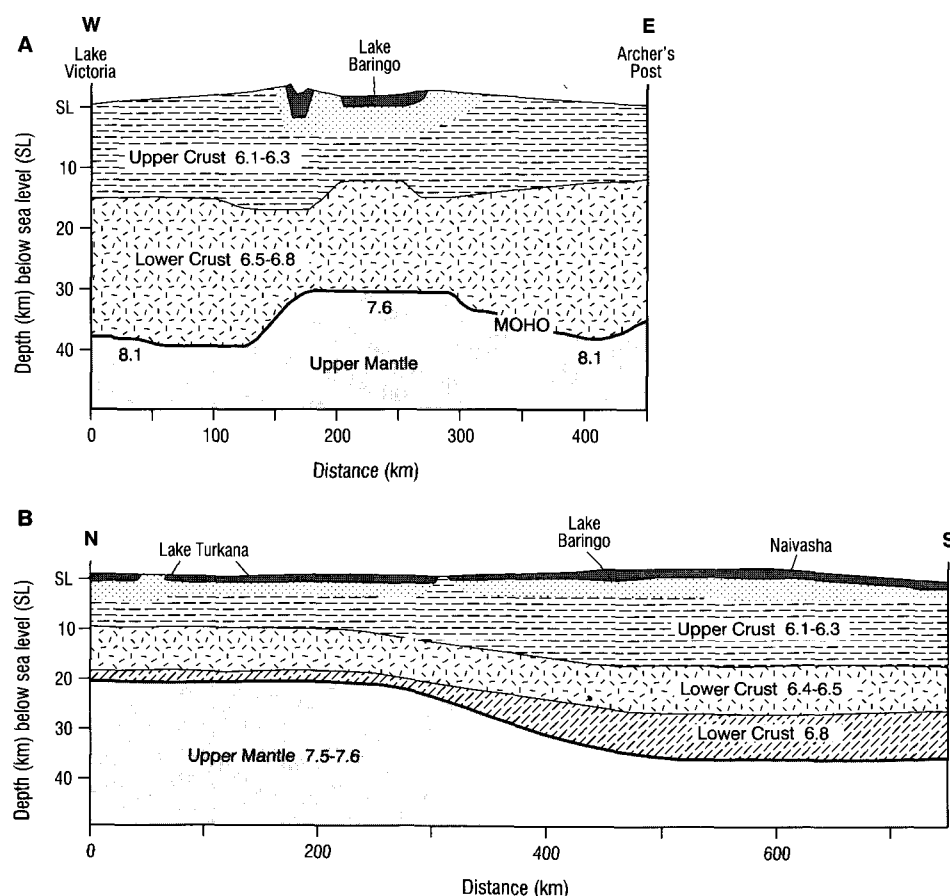 A
W
E
Lake
Victoria
Lake
Baringo
Archer's
Post
SL
10
20
30
40
Depth (km) below sea level (SL)
Upper Crust 6.1-6.3
Lower Crust 6.5-6.8
7.6
MOHO
8.1
8.1
Upper Mantle
0
100
200
300
400
Distance (km)
B
N
S
Lake Turkana
Lake
Baringo
Naivasha
SL
10
20
30
40
Depth (km) below sea level (SL)
Upper Crust 6.1-6.3
Lower Crust 6.4-6.5
Lower Crust 6.8
Upper Mantle 7.5-7.6
0
200
400
600
Distance (km)